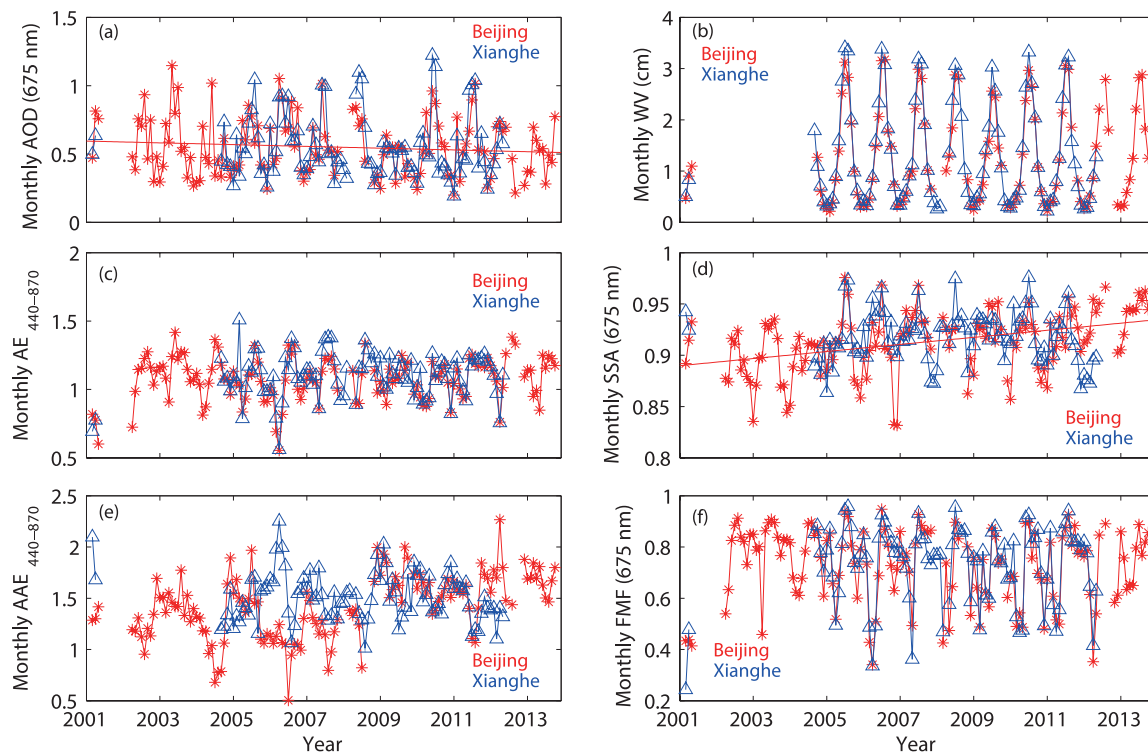 (a)
Beijing
Xianghe
Monthly AOD (675 nm)
1.5
1
0.5
0
(b)
Beijing
Xianghe
Monthly WV (cm)
4
3
2
1
0
(c)
Beijing
Xianghe
Monthly AE 440–870
2
1.5
1
0.5
(d)
Beijing
Xianghe
Monthly SSA (675 nm)
1
0.95
0.9
0.85
0.8
(e)
Beijing
Xianghe
Monthly AAE 440–870
2.5
2
1.5
1
0.5
2001 2003 2005 2007 2009 2011 2013
Year
(f)
Beijing
Xianghe
Monthly FMF (675 nm)
1
0.8
0.6
0.4
0.2
2001 2003 2005 2007 2009 2011 2013
Year